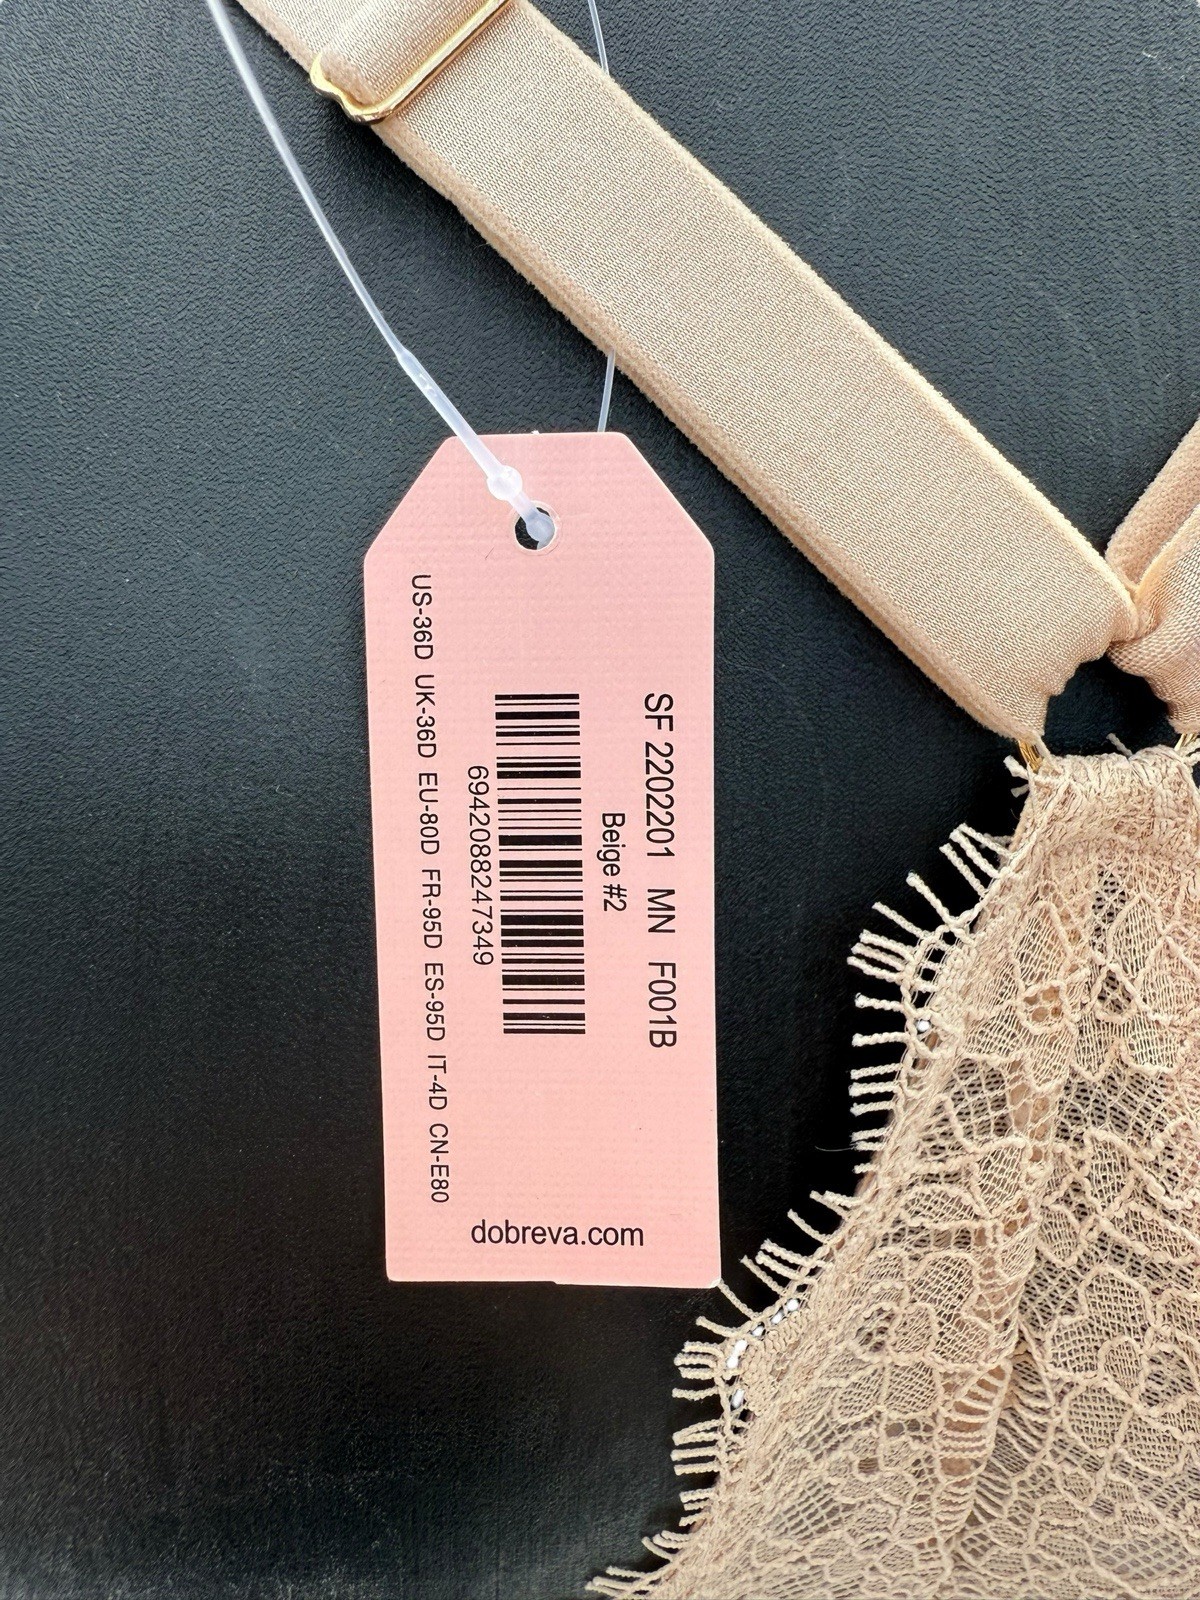 SF 2202201 MN F001B
Beige #2
6942088247349
US-36D UK-36D EU-80D FR-95D ES-95D IT-4D CN-E80
dobreva.com